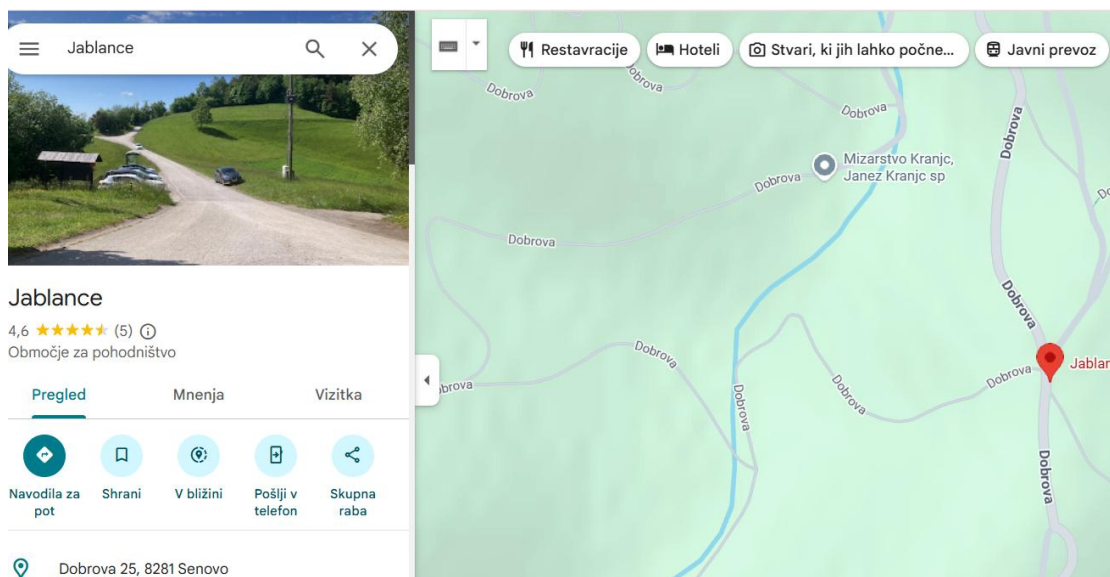 Jablance
Restavracije
Hoteli
Stvari, ki jih lahko počne...
Javni prevoz
Jablance
4,6
(5)
Območje za pohodništvo
Pregled
Mnenja
Vizitka
Navodila za
pot
Shrani
V bližini
Pošlji v
telefon
Skupna
raba
Dobrova 25, 8281 Senovo
Dobrova
Dobrova
Dobrova
Dobrova
Mizarstvo Kranjc,
Janez Kranjc sp
Dobrova
Dobrova
Dobrova
Dobrova
Jablan
Dobrova
Dobrova
Dobrova
Dobrova